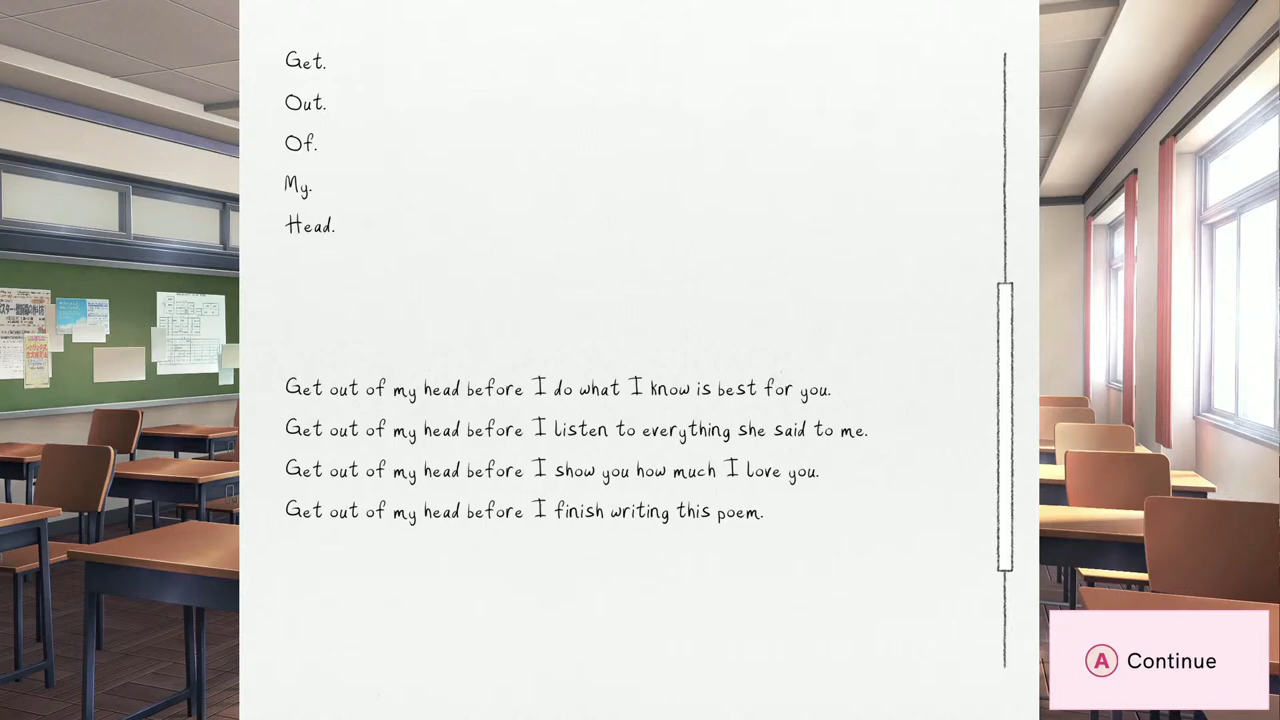 Get.
Out.
Of.
My.
Head.
Get out of my head before I do what I know is best for you.
Get out of my head before I listen to everything she said to me.
Get out of my head before I show you how much I love you.
Get out of my head before I finish writing this poem.
A Continue